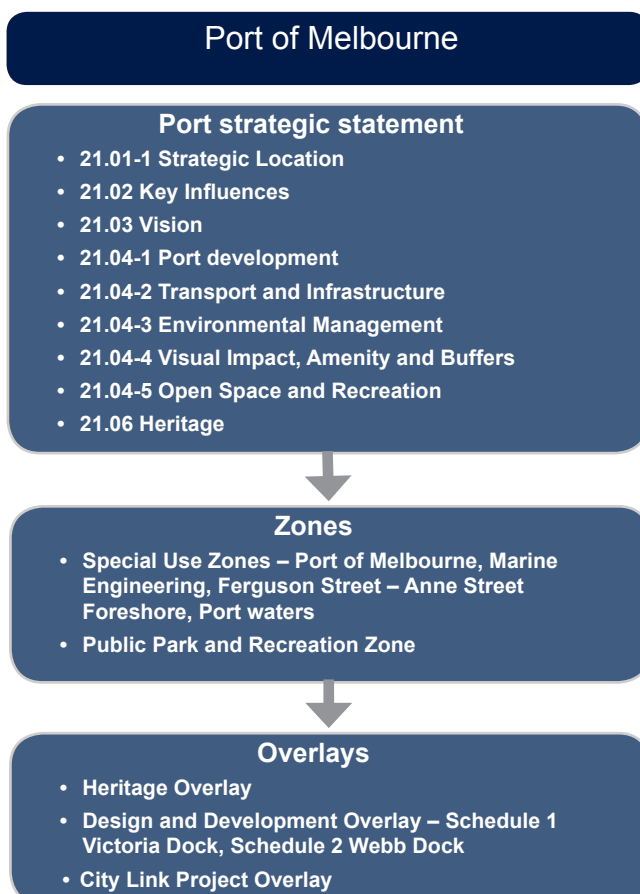 Port of Melbourne
Port strategic statement
• 21.01-1 Strategic Location
• 21.02 Key Influences
• 21.03 Vision
• 21.04-1 Port development
• 21.04-2 Transport and Infrastructure
• 21.04-3 Environmental Management
• 21.04-4 Visual Impact, Amenity and Buffers
• 21.04-5 Open Space and Recreation
• 21.06 Heritage
Zones
• Special Use Zones – Port of Melbourne, Marine
Engineering, Ferguson Street – Anne Street
Foreshore, Port waters
• Public Park and Recreation Zone
Overlays
• Heritage Overlay
• Design and Development Overlay – Schedule 1
Victoria Dock, Schedule 2 Webb Dock
• City Link Project Overlay